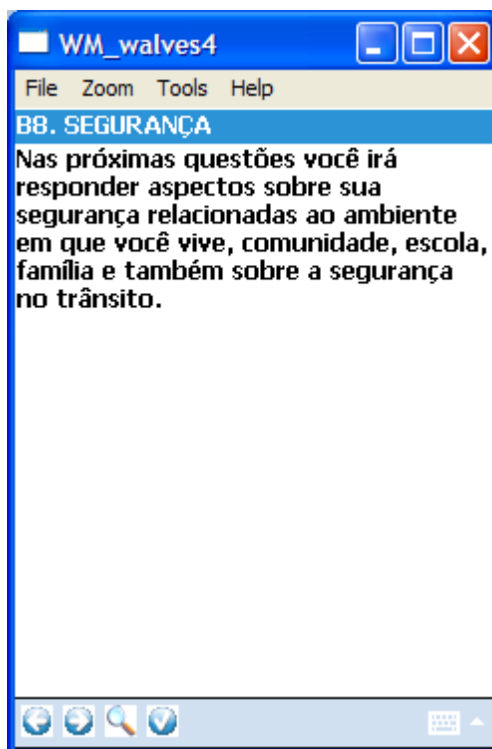 WM_walves4
File Zoom Tools Help
B8. SEGURANÇA
Nas próximas questões você irá
responder aspectos sobre sua
segurança relacionadas ao ambiente
em que você vive, comunidade, escola,
família e também sobre a segurança
no trânsito.